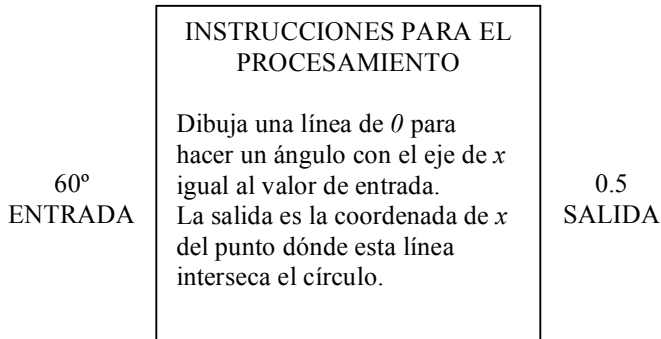 INSTRUCCIONES PARA EL
PROCESAMIENTO
Dibuja una línea de 0 para
hacer un ángulo con el eje de x
igual al valor de entrada.
La salida es la coordenada de x
del punto dónde esta línea
interseca el círculo.
60º
ENTRADA
0.5
SALIDA